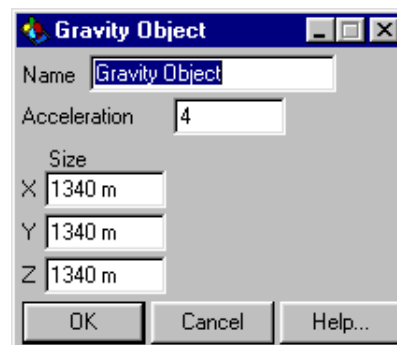 Gravity Object
Name Gravity Object
Acceleration 4
Size
X 1340 m
Y 1340 m
Z 1340 m
OK Cancel Help...